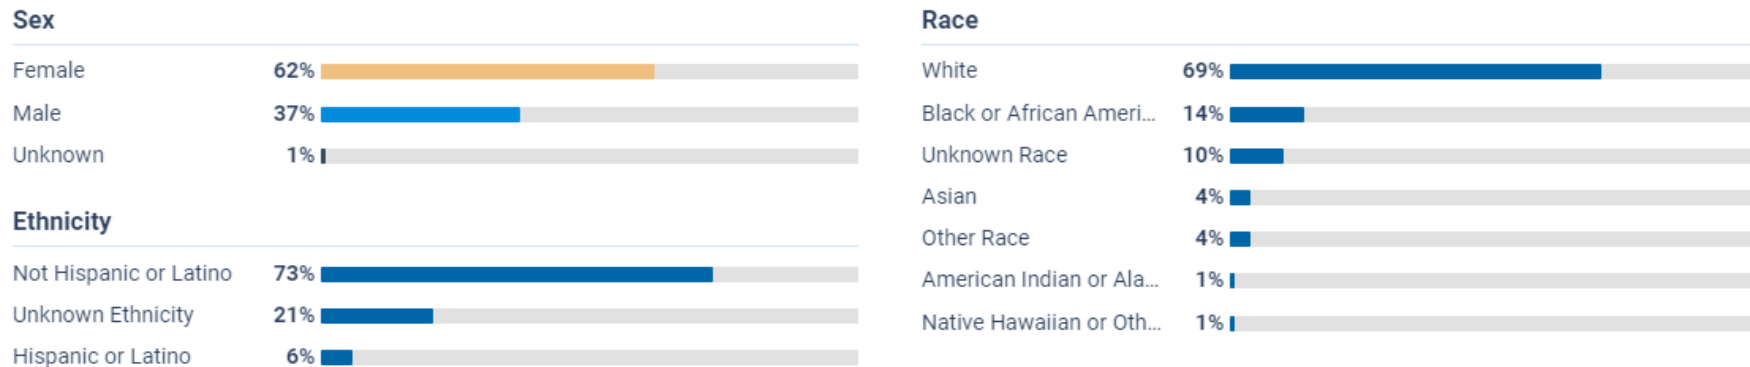 Sex
Female 62%
Male 37%
Unknown 1%
Ethnicity
Not Hispanic or Latino 73%
Unknown Ethnicity 21%
Hispanic or Latino 6%
Race
White 69%
Black or African Ameri... 14%
Unknown Race 10%
Asian 4%
Other Race 4%
American Indian or Ala... 1%
Native Hawaiian or Oth... 1%